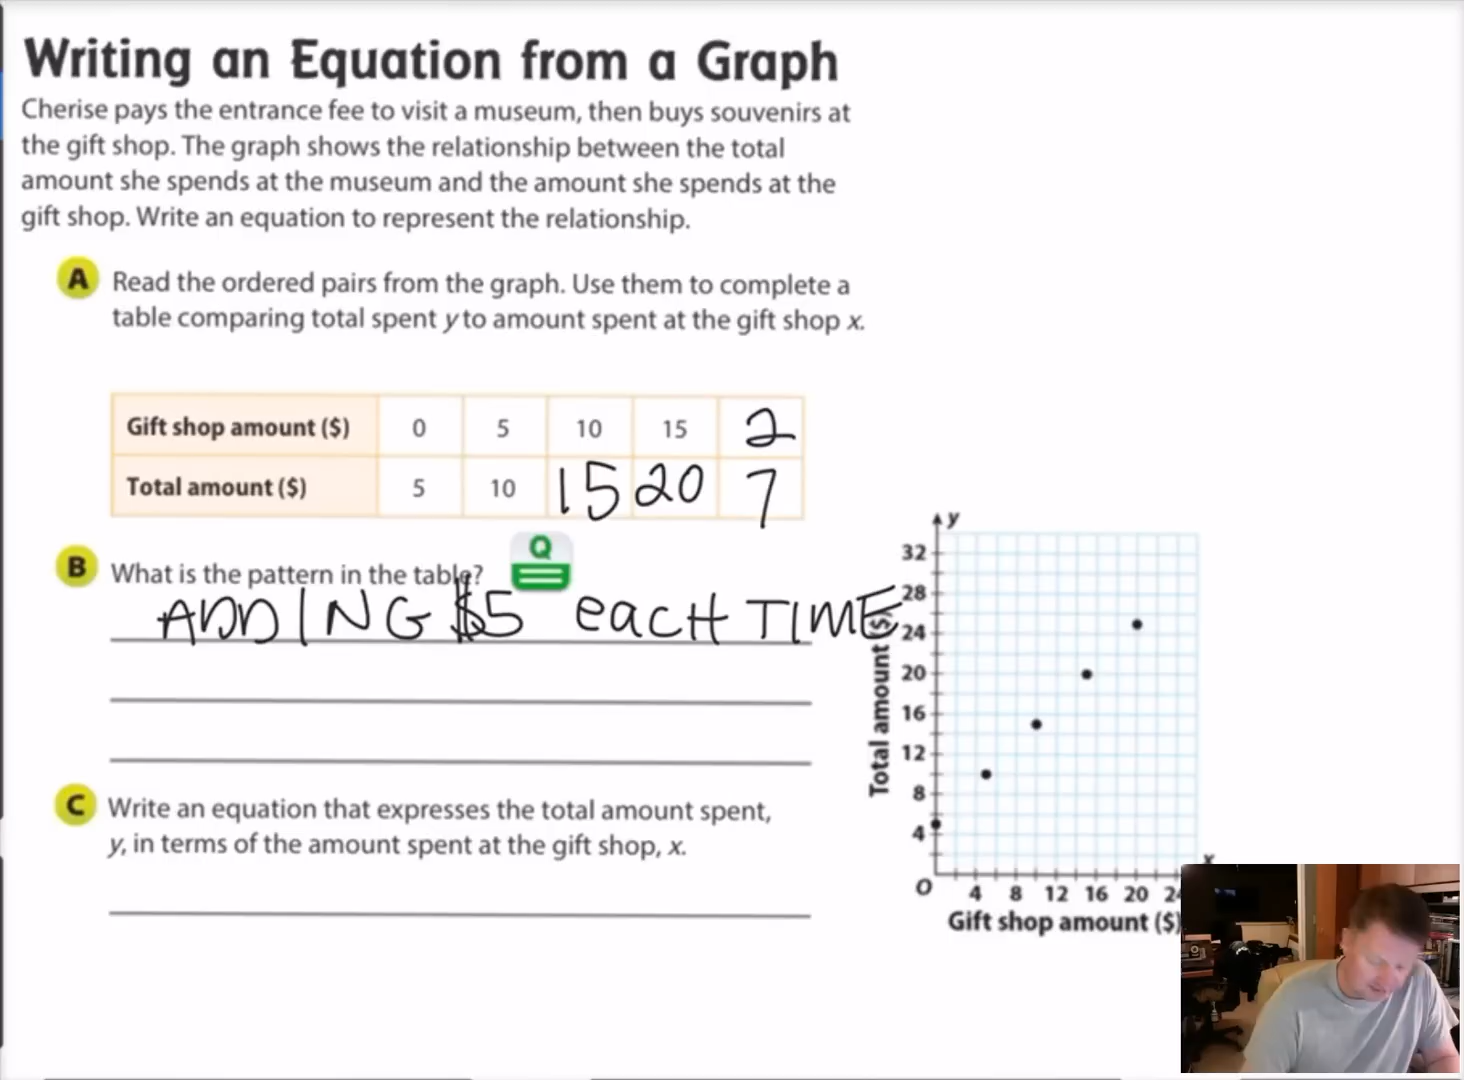 Writing an Equation from a Graph
Cherise pays the entrance fee to visit a museum, then buys souvenirs at
the gift shop. The graph shows the relationship between the total
amount she spends at the museum and the amount she spends at the
gift shop. Write an equation to represent the relationship.
A Read the ordered pairs from the graph. Use them to complete a
table comparing total spent y to amount spent at the gift shop x.
Gift shop amount ($) 0 5 10 15 2
Total amount ($) 5 10 15 20 7
B What is the pattern in the table?
Q
ADDING $5 eacH TIME
C Write an equation that expresses the total amount spent,
y, in terms of the amount spent at the gift shop, x.
y
32
28
24
20
16
12
8
4
Total amount ($)
x
O 4 8 12 16 20
Gift shop amount ($)